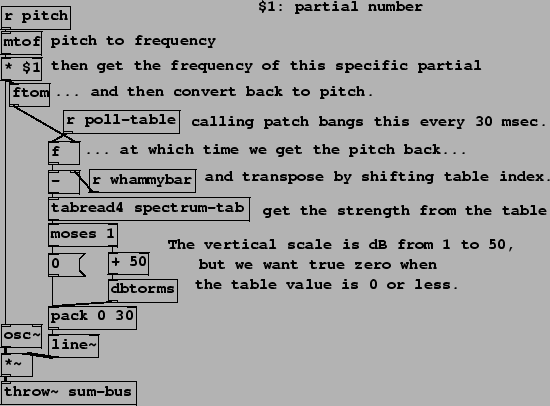 $1: partial number
r pitch
mtof pitch to frequency
* $1 then get the frequency of this specific partial
ftom ... and then convert back to pitch.
r poll-table calling patch bangs this every 30 msec.
f ... at which time we get the pitch back...
- r whammybar and transpose by shifting table index.
tabread4 spectrum-tab get the strength from the table
moses 1
The vertical scale is dB from 1 to 50,
0 + 50 but we want true zero when
dbtorms the table value is 0 or less.
pack 0 30
osc~
line~
*~
throw~ sum-bus